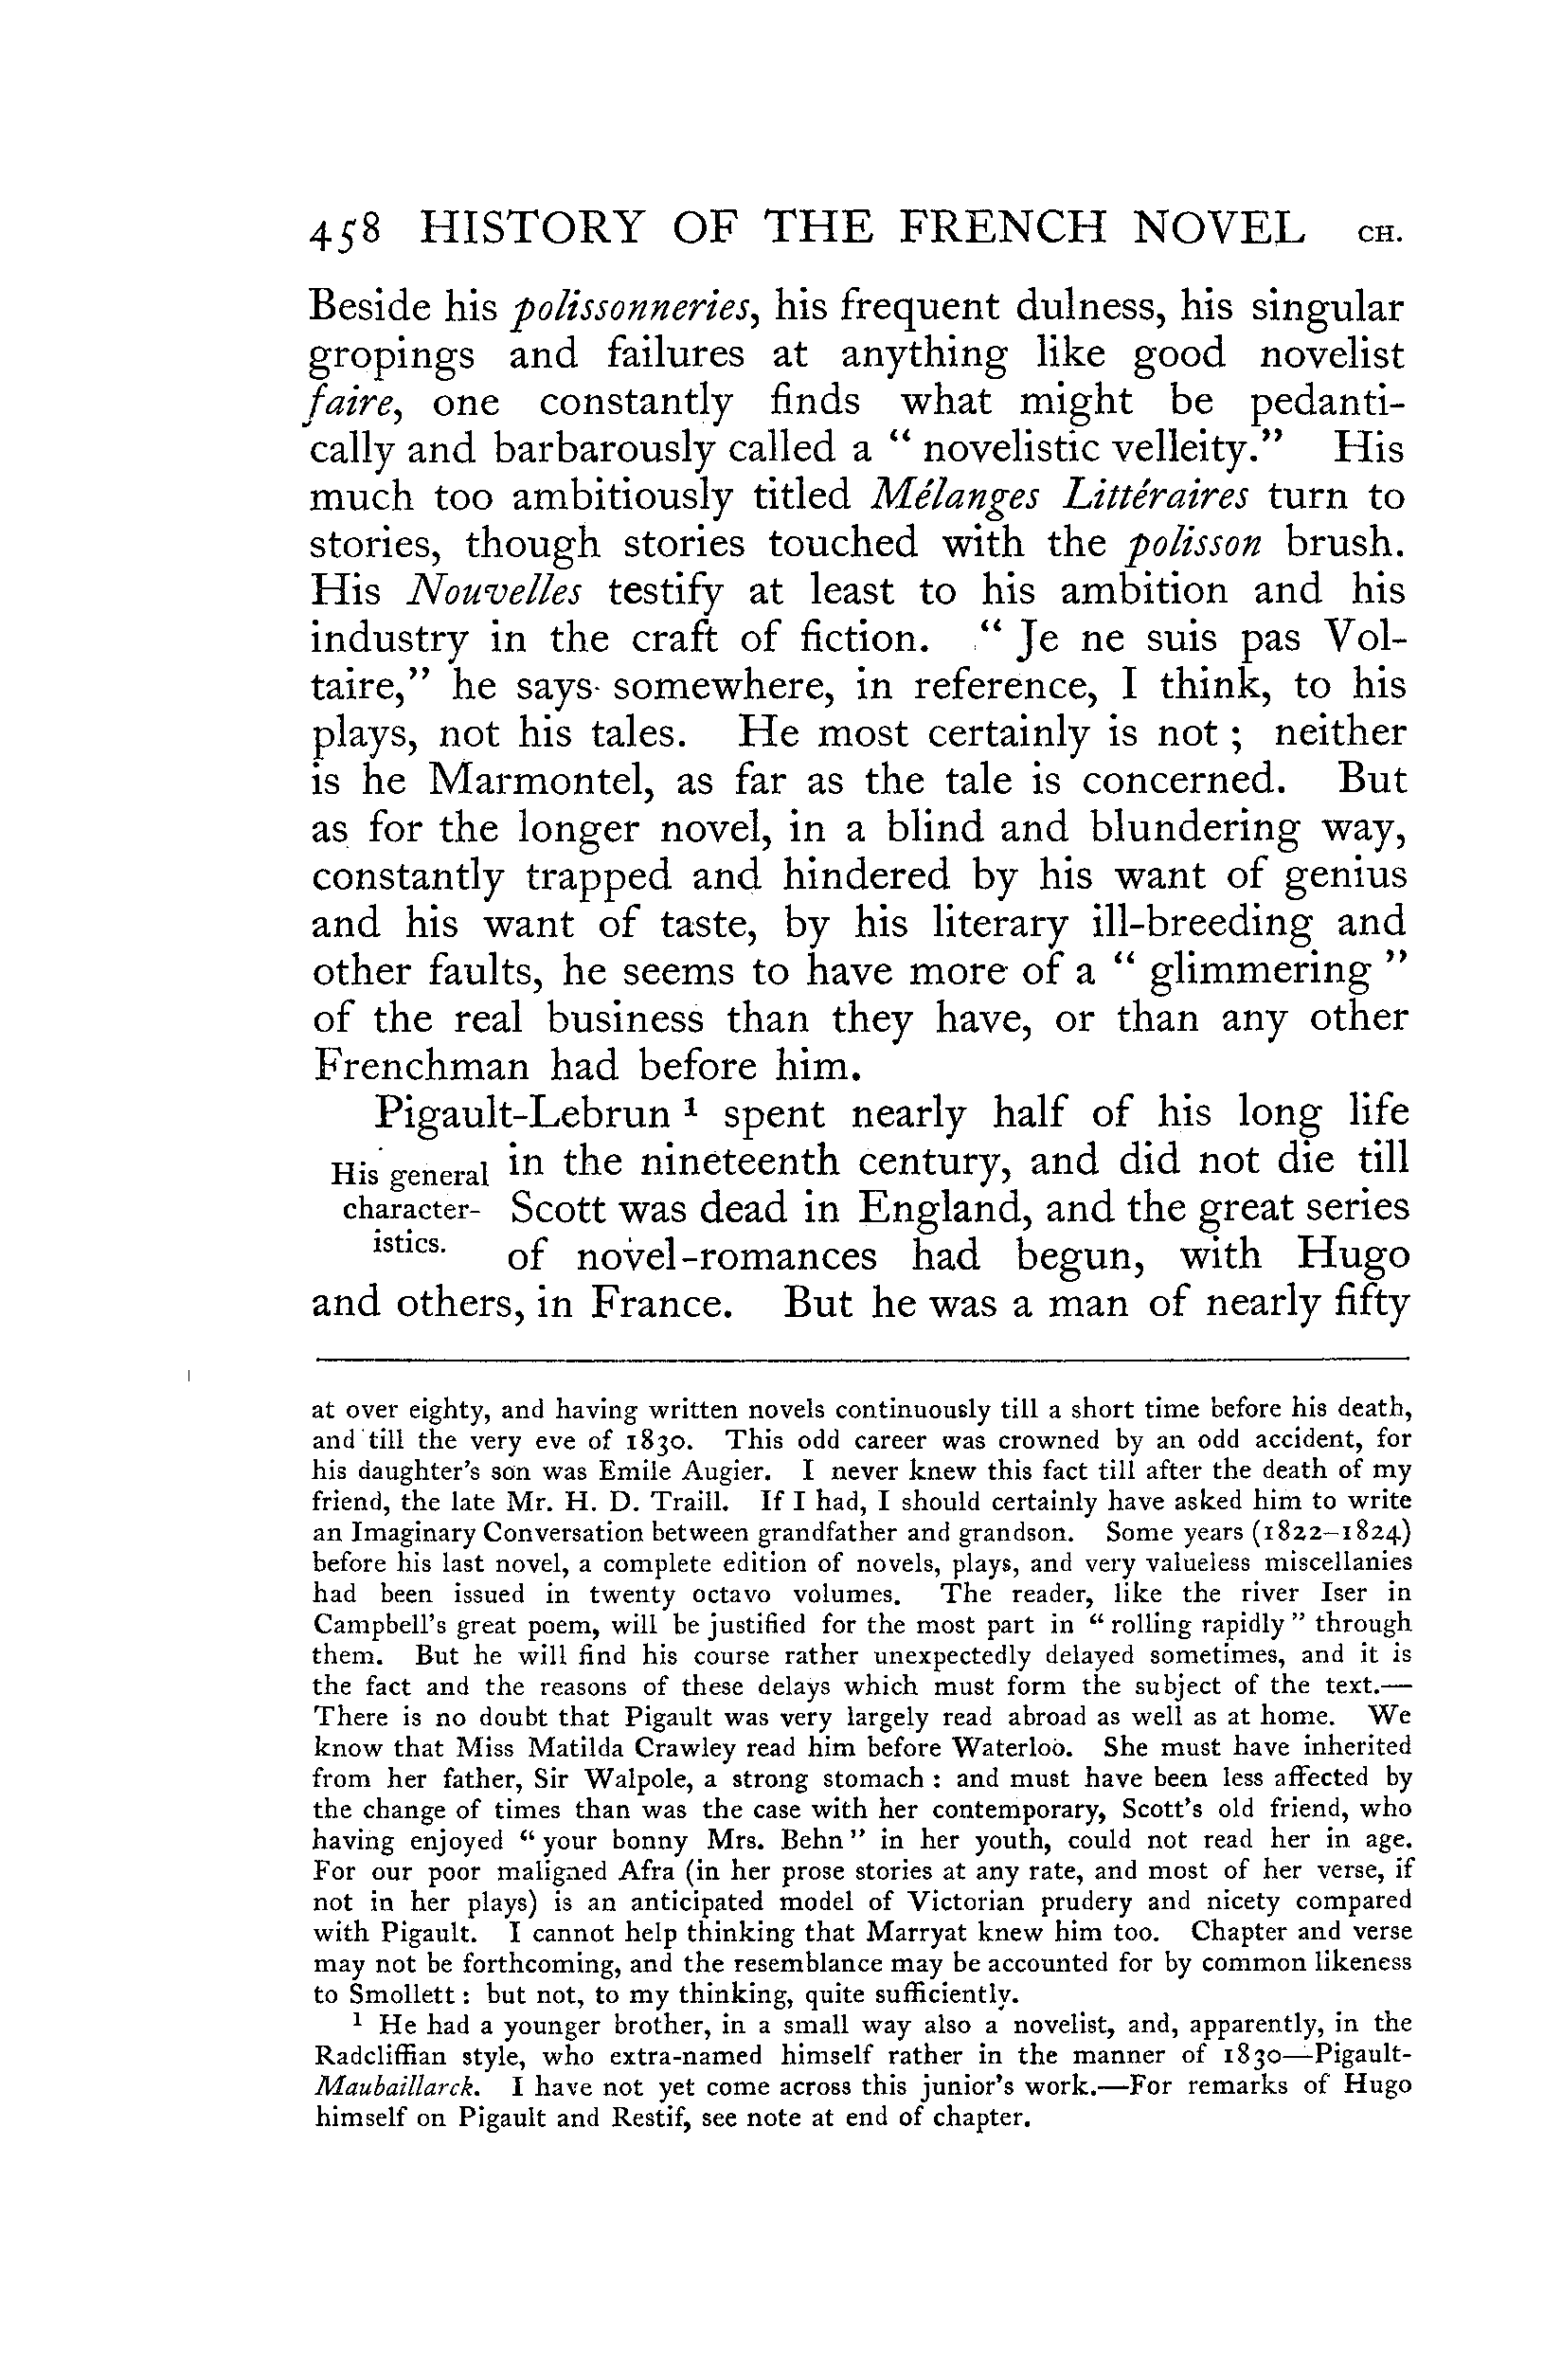 458 HISTORY OF THE FRENCH NOVEL CH.
Beside his polissonneries, his frequent dulness, his singular
gropings and failures at anything like good novelist
faire, one constantly finds what might be pedanti-
cally and barbarously called a “ novelistic velleity.” His
much too ambitiously titled Mélanges Littéraires turn to
stories, though stories touched with the polisson brush.
His Nouvelles testify at least to his ambition and his
industry in the craft of fiction. “ Je ne suis pas Vol-
taire,” he says somewhere, in reference, I think, to his
plays, not his tales. He most certainly is not ; neither
is he Marmontel, as far as the tale is concerned. But
as for the longer novel, in a blind and blundering way,
constantly trapped and hindered by his want of genius
and his want of taste, by his literary ill-breeding and
other faults, he seems to have more of a “ glimmering ”
of the real business than they have, or than any other
Frenchman had before him.
Pigault-Lebrun ¹ spent nearly half of his long life
His general in the nineteenth century, and did not die till
character- Scott was dead in England, and the great series
istics. of novel-romances had begun, with Hugo
and others, in France. But he was a man of nearly fifty
at over eighty, and having written novels continuously till a short time before his death,
and till the very eve of 1830. This odd career was crowned by an odd accident, for
his daughter’s son was Emile Augier. I never knew this fact till after the death of my
friend, the late Mr. H. D. Traill. If I had, I should certainly have asked him to write
an Imaginary Conversation between grandfather and grandson. Some years (1822–1824)
before his last novel, a complete edition of novels, plays, and very valueless miscellanies
had been issued in twenty octavo volumes. The reader, like the river Iser in
Campbell’s great poem, will be justified for the most part in “ rolling rapidly ” through
them. But he will find his course rather unexpectedly delayed sometimes, and it is
the fact and the reasons of these delays which must form the subject of the text.—
There is no doubt that Pigault was very largely read abroad as well as at home. We
know that Miss Matilda Crawley read him before Waterloo. She must have inherited
from her father, Sir Walpole, a strong stomach : and must have been less affected by
the change of times than was the case with her contemporary, Scott’s old friend, who
having enjoyed “ your bonny Mrs. Behn ” in her youth, could not read her in age.
For our poor maligned Afra (in her prose stories at any rate, and most of her verse, if
not in her plays) is an anticipated model of Victorian prudery and nicety compared
with Pigault. I cannot help thinking that Marryat knew him too. Chapter and verse
may not be forthcoming, and the resemblance may be accounted for by common likeness
to Smollett : but not, to my thinking, quite sufficiently.
¹ He had a younger brother, in a small way also a novelist, and, apparently, in the
Radcliffian style, who extra-named himself rather in the manner of 1830—Pigault-
Maubaillarck. I have not yet come across this junior’s work.—For remarks of Hugo
himself on Pigault and Restif, see note at end of chapter.